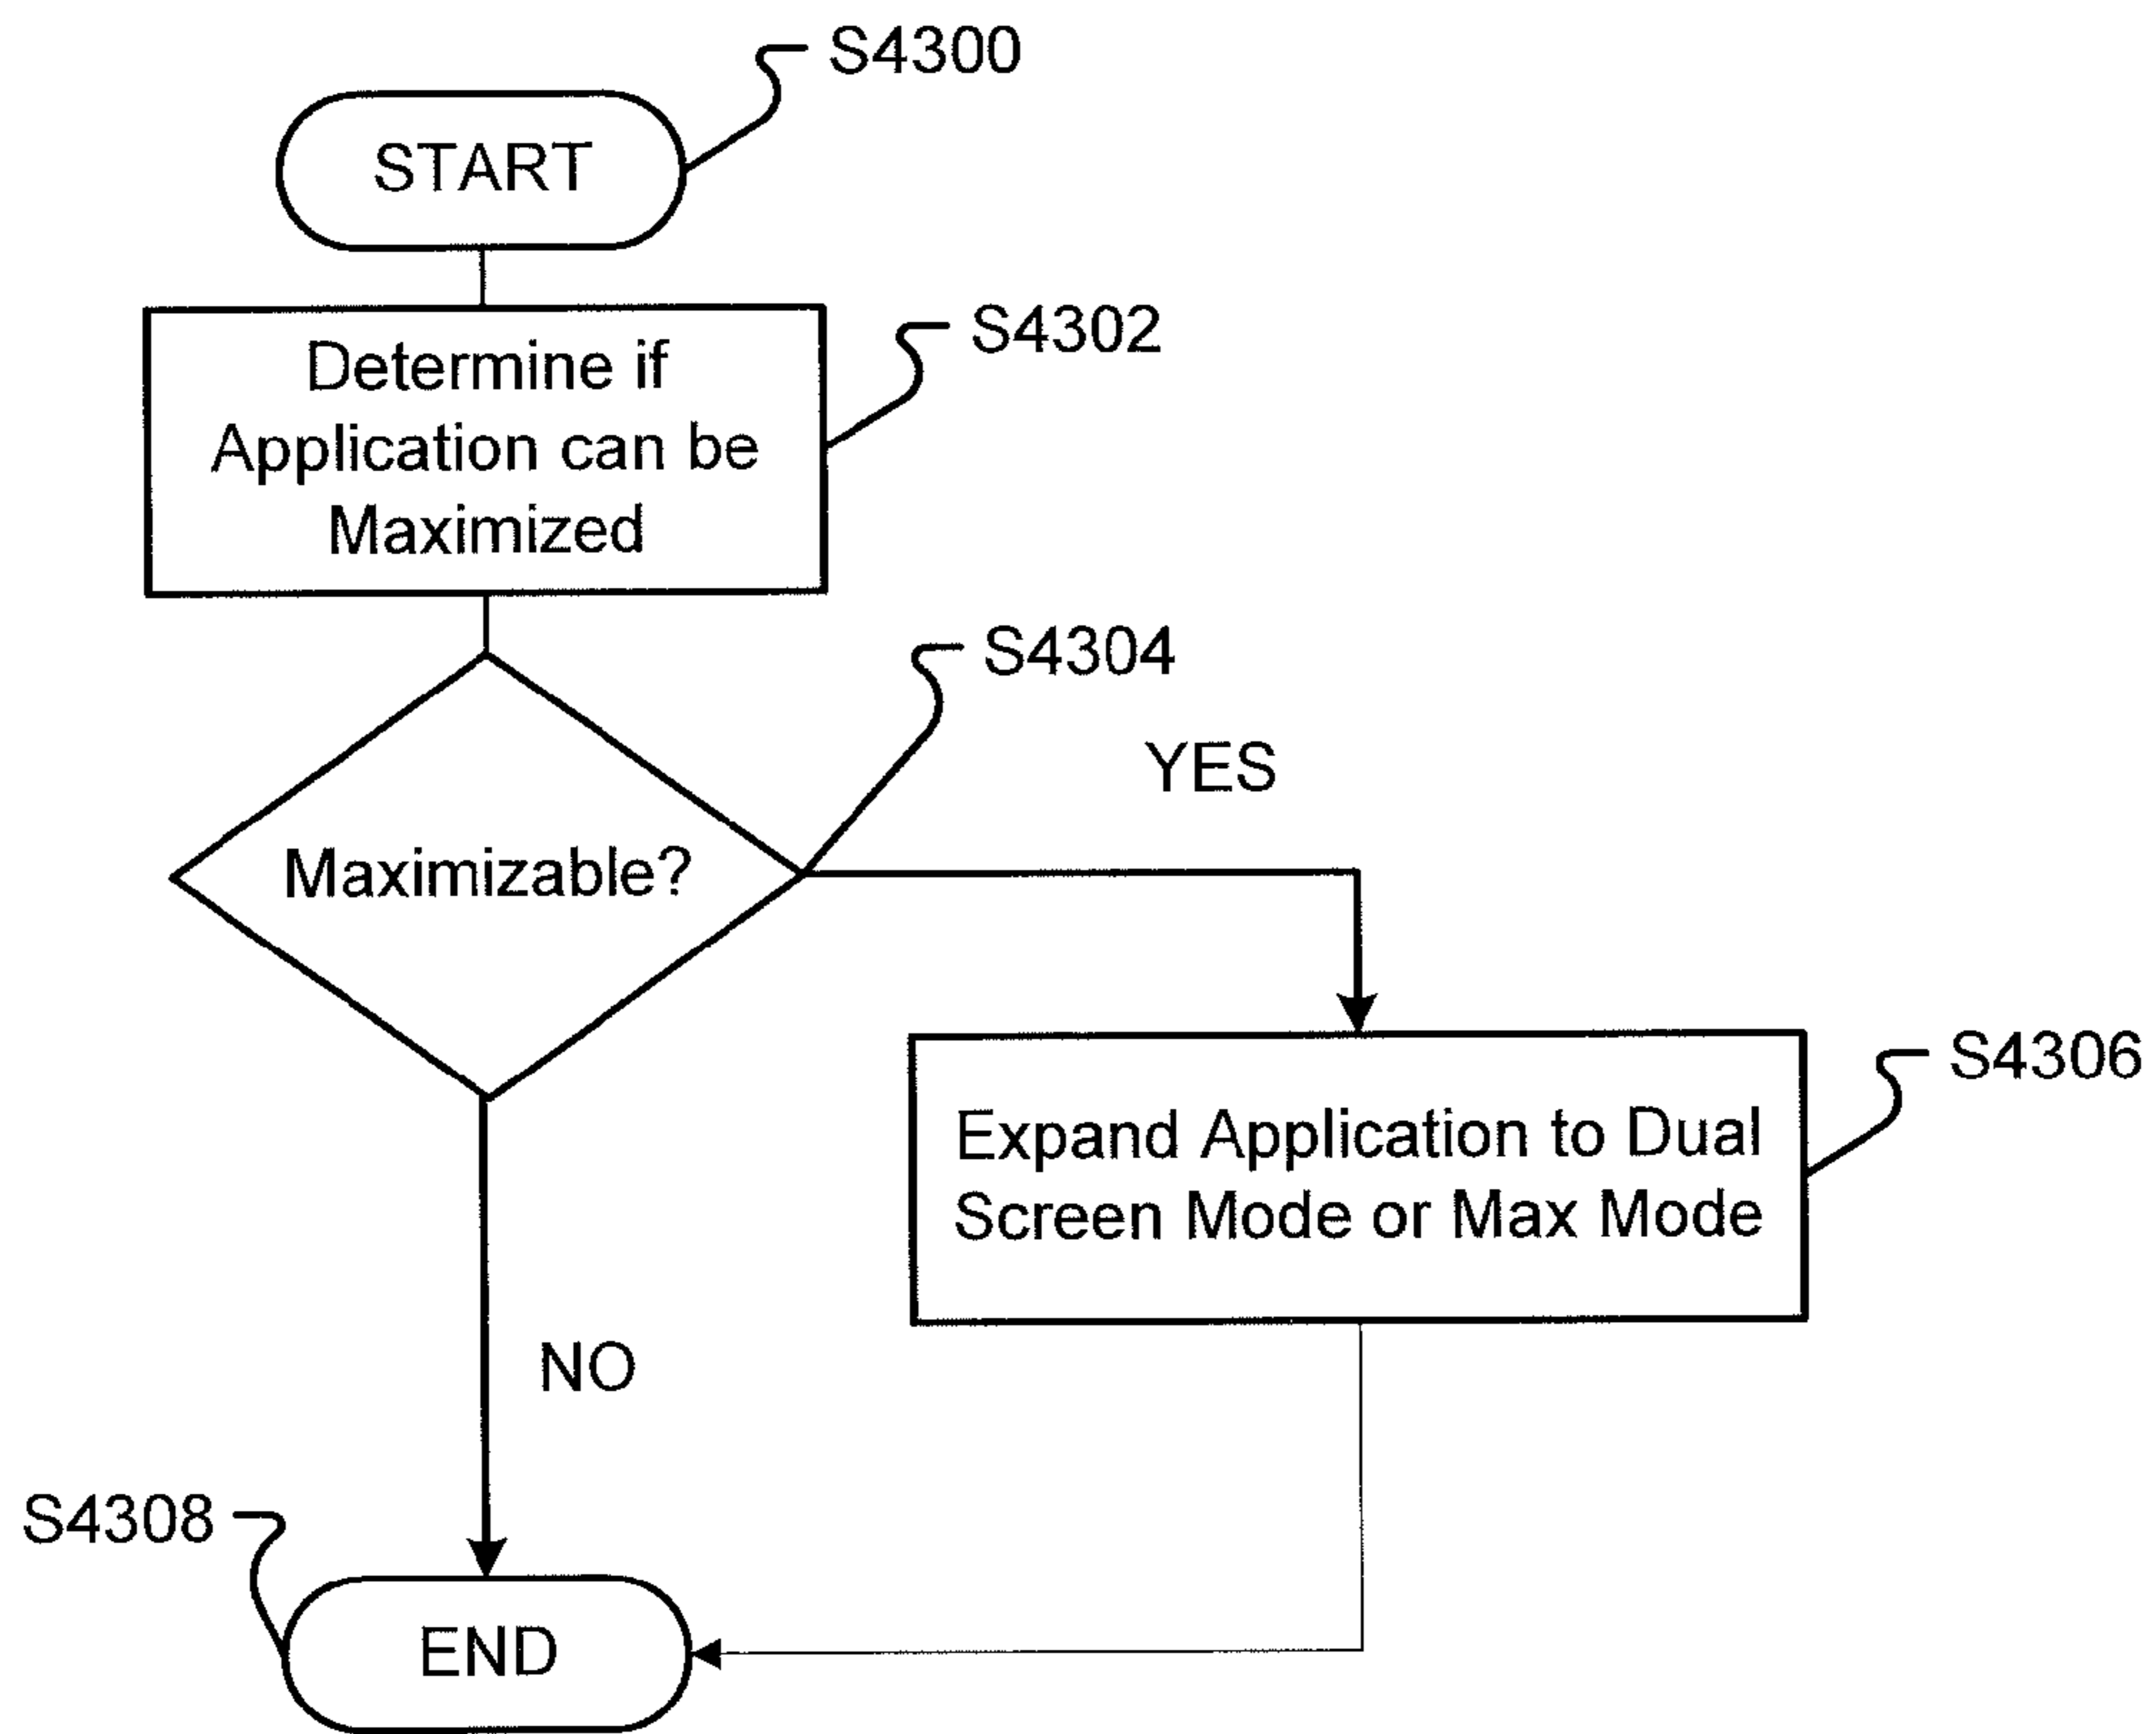 S4300
START
S4302
Determine if
Application can be
Maximized
S4304
YES
Maximizable?
S4306
Expand Application to Dual
Screen Mode or Max Mode
NO
S4308
END